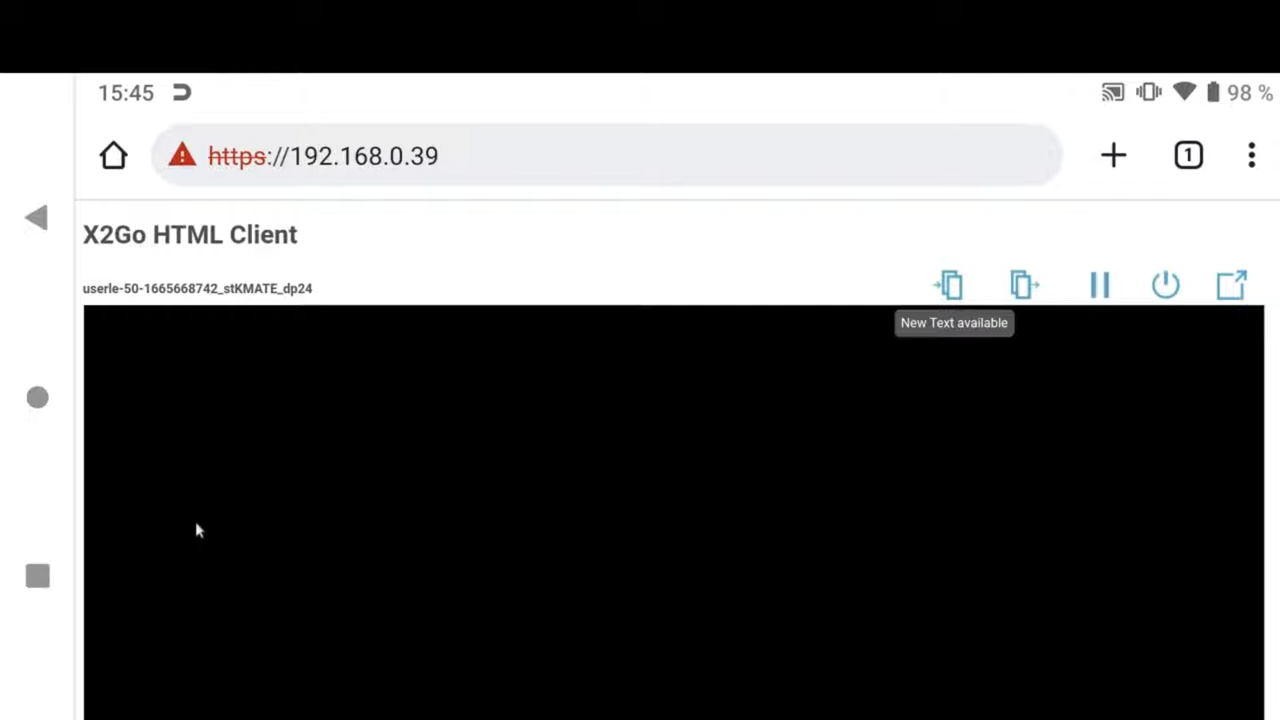 15:45
98 %
https://192.168.0.39
1
X2Go HTML Client
userle-50-1665668742_stKMATE_dp24
New Text available